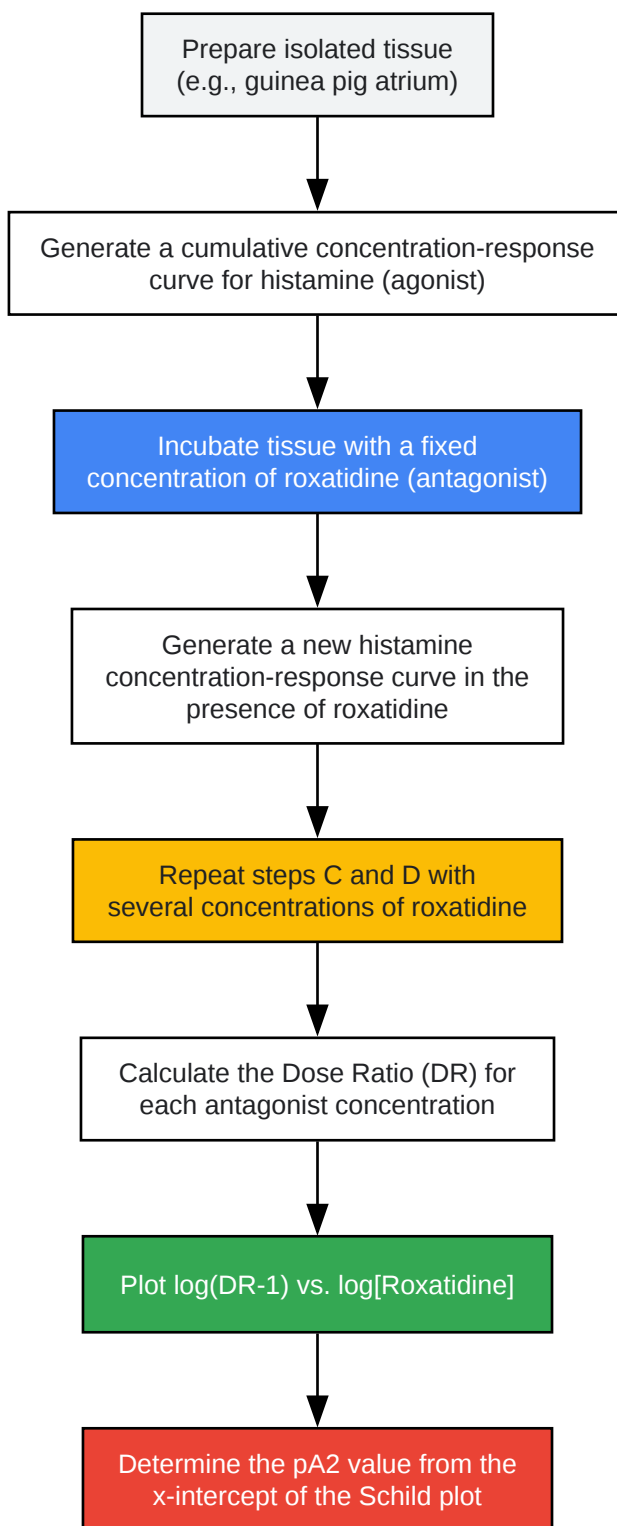 Prepare isolated tissue
(e.g., guinea pig atrium)
Generate a cumulative concentration-response
curve for histamine (agonist)
Incubate tissue with a fixed
concentration of roxatidine (antagonist)
Generate a new histamine
concentration-response curve in the
presence of roxatidine
Repeat steps C and D with
several concentrations of roxatidine
Calculate the Dose Ratio (DR) for
each antagonist concentration
Plot log(DR-1) vs. log[Roxatidine]
Determine the pA2 value from the
x-intercept of the Schild plot